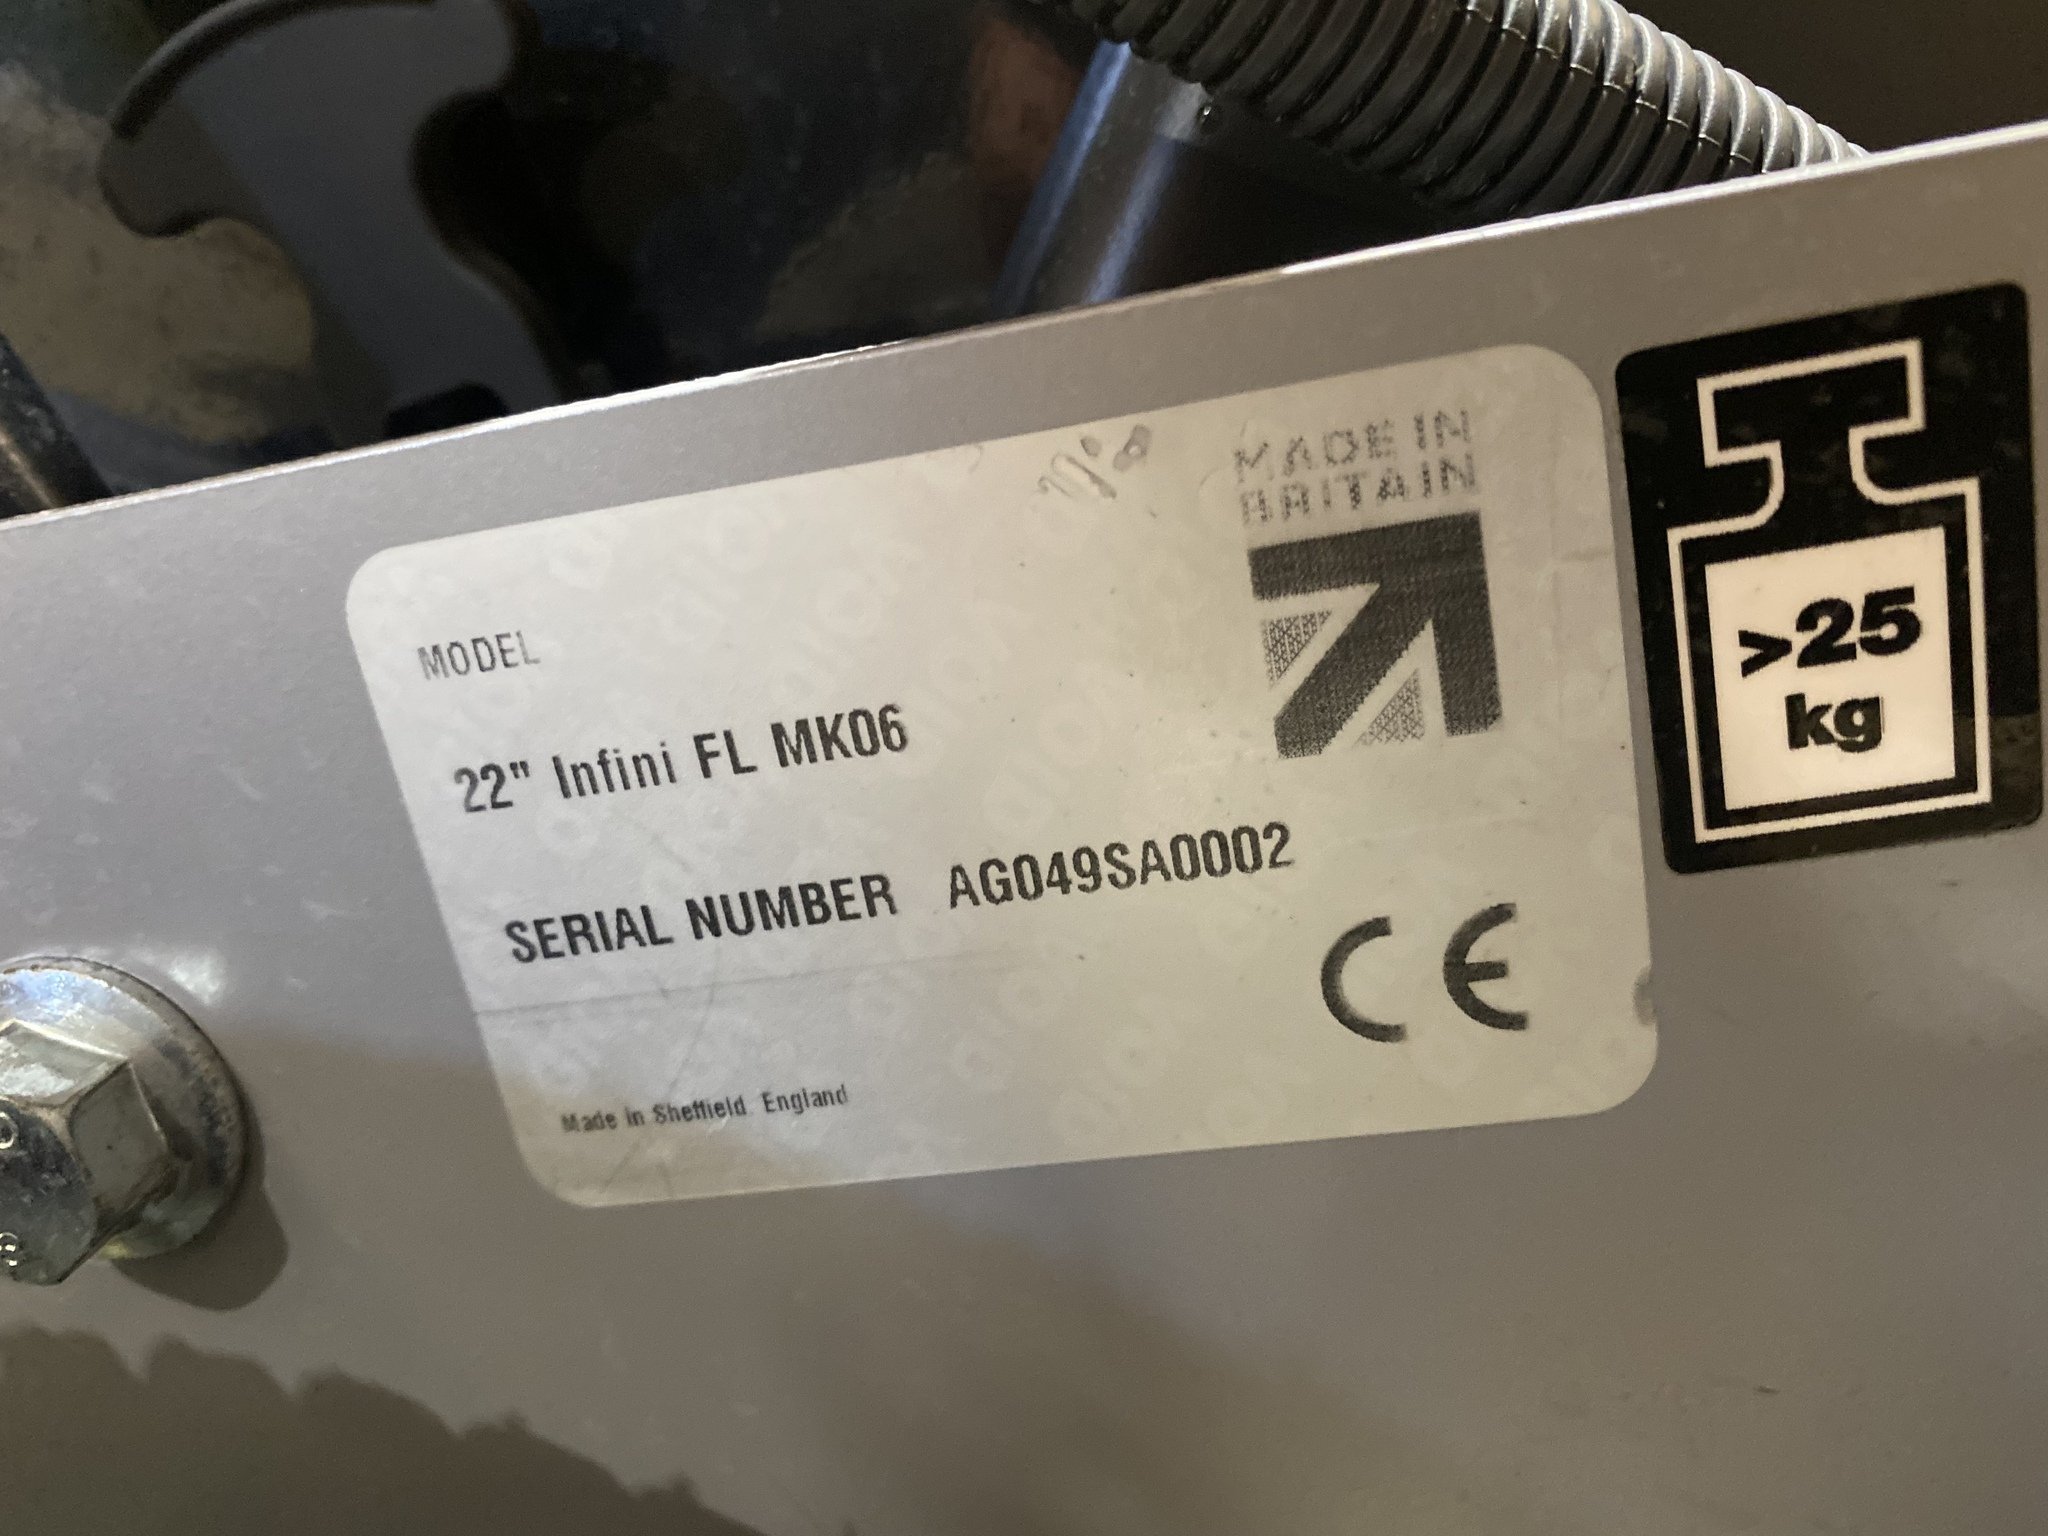 MADE IN
BRITAIN
MODEL
22" Infini FL MK06
SERIAL NUMBER AG049SA0002
CE
Made in Sheffield. England
>25
kg